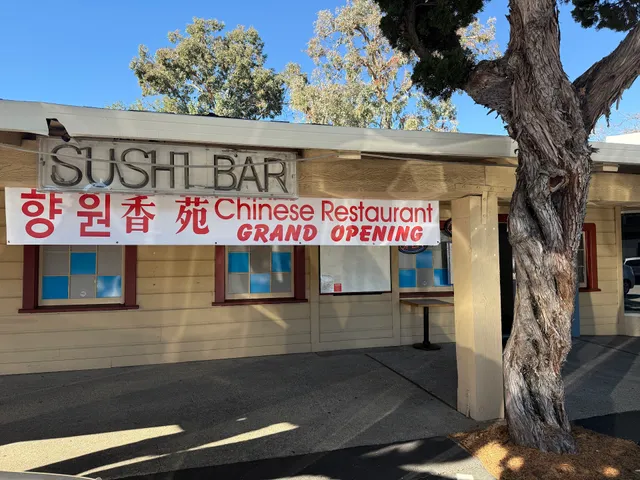 SUSHI BAR
향원香苑 Chinese Restaurant
GRAND OPENING